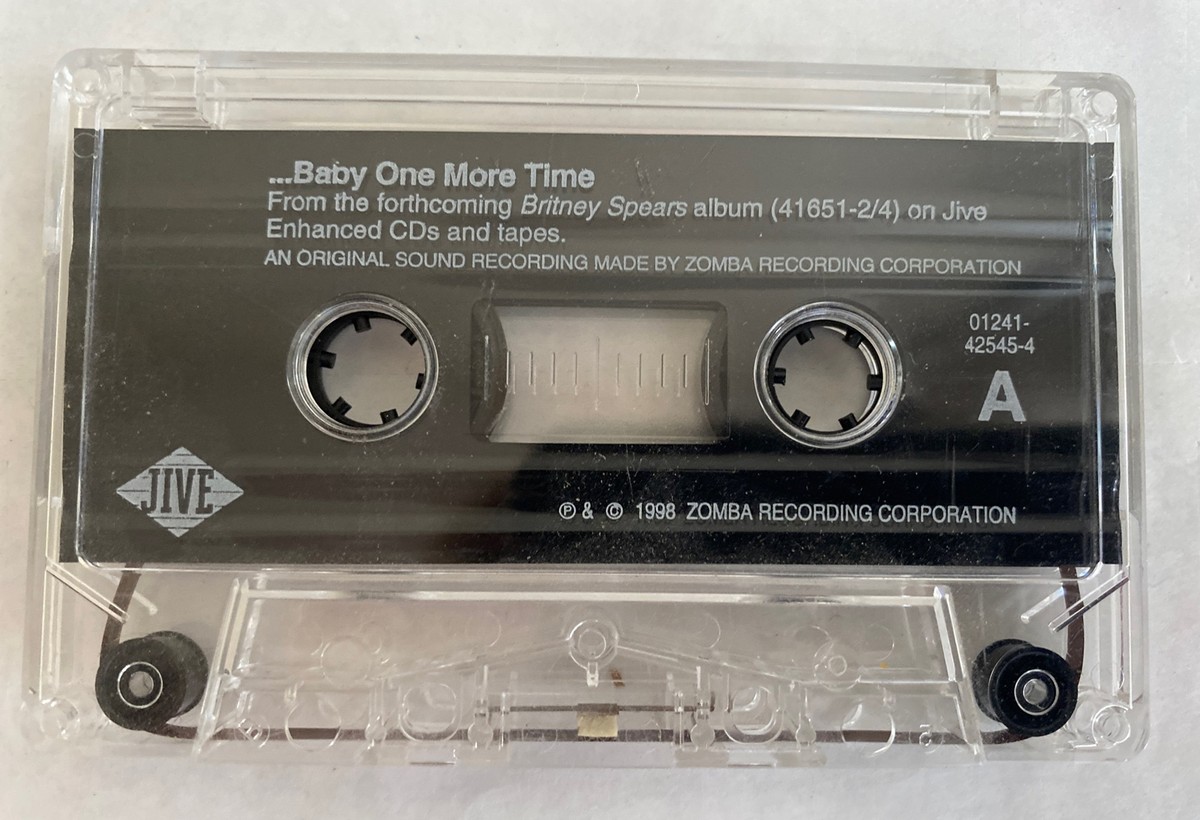 ...Baby One More Time
From the forthcoming Britney Spears album (41651-2/4) on Jive
Enhanced CDs and tapes.
AN ORIGINAL SOUND RECORDING MADE BY ZOMBA RECORDING CORPORATION
01241-
42545-4
A
JIVE
℗ & © 1998 ZOMBA RECORDING CORPORATION